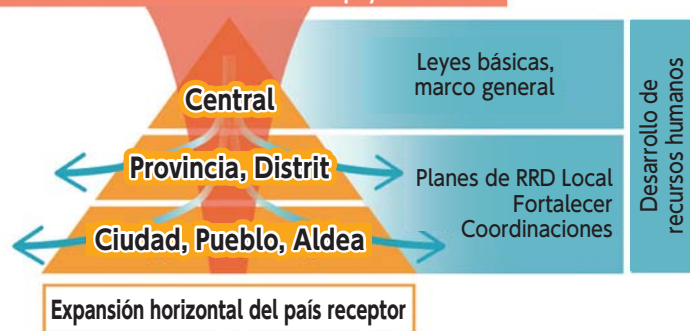 Central
Provincia, Distrit
Ciudad, Pueblo, Aldea
Leyes básicas,
marco general
Planes de RRD Local
Fortalecer
Coordinaciones
Desarrollo de
recursos humanos
Expansión horizontal del país receptor